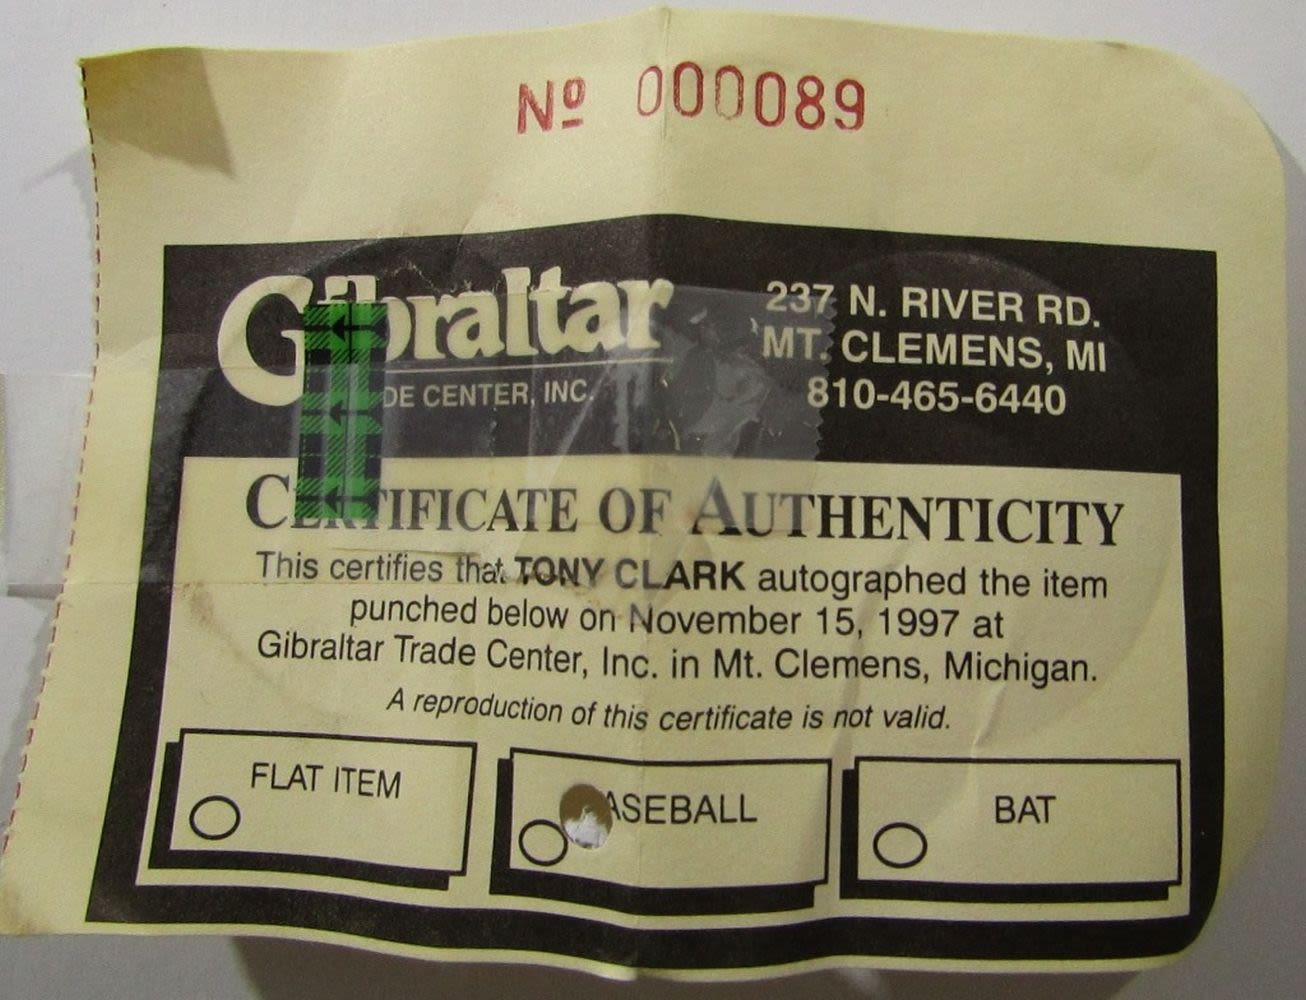 Nº 000089
Gibraltar
DE CENTER, INC.
237 N. RIVER RD.
MT. CLEMENS, MI
810-465-6440
CERTIFICATE OF AUTHENTICITY
This certifies that TONY CLARK autographed the item
punched below on November 15, 1997 at
Gibraltar Trade Center, Inc. in Mt. Clemens, Michigan.
A reproduction of this certificate is not valid.
FLAT ITEM
ASEBALL
BAT